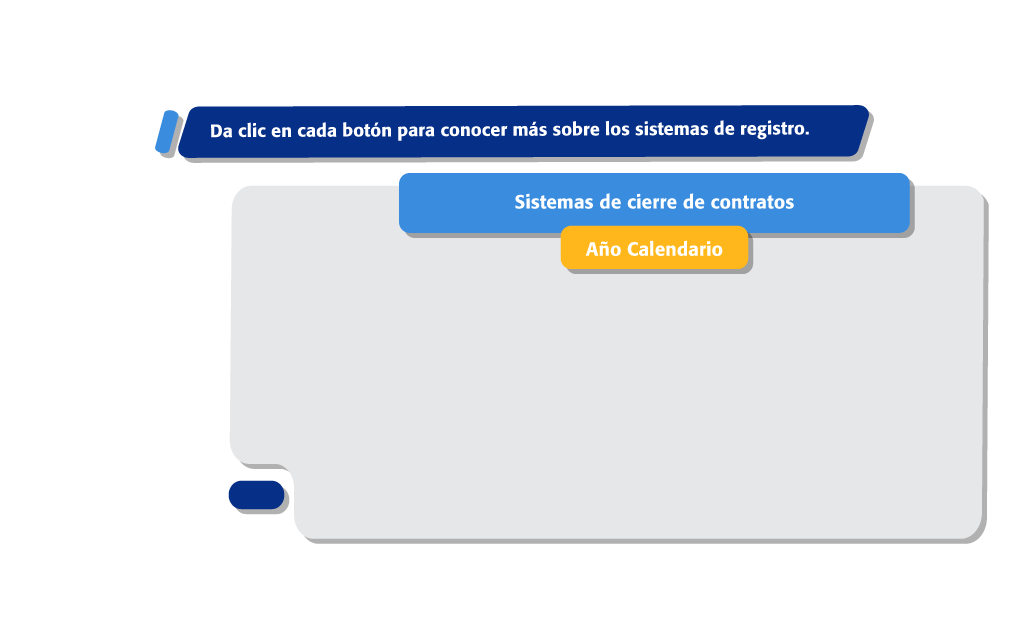 Da clic en cada botón para conocer más sobre los sistemas de registro.
Sistemas de cierre de contratos
Año Calendario